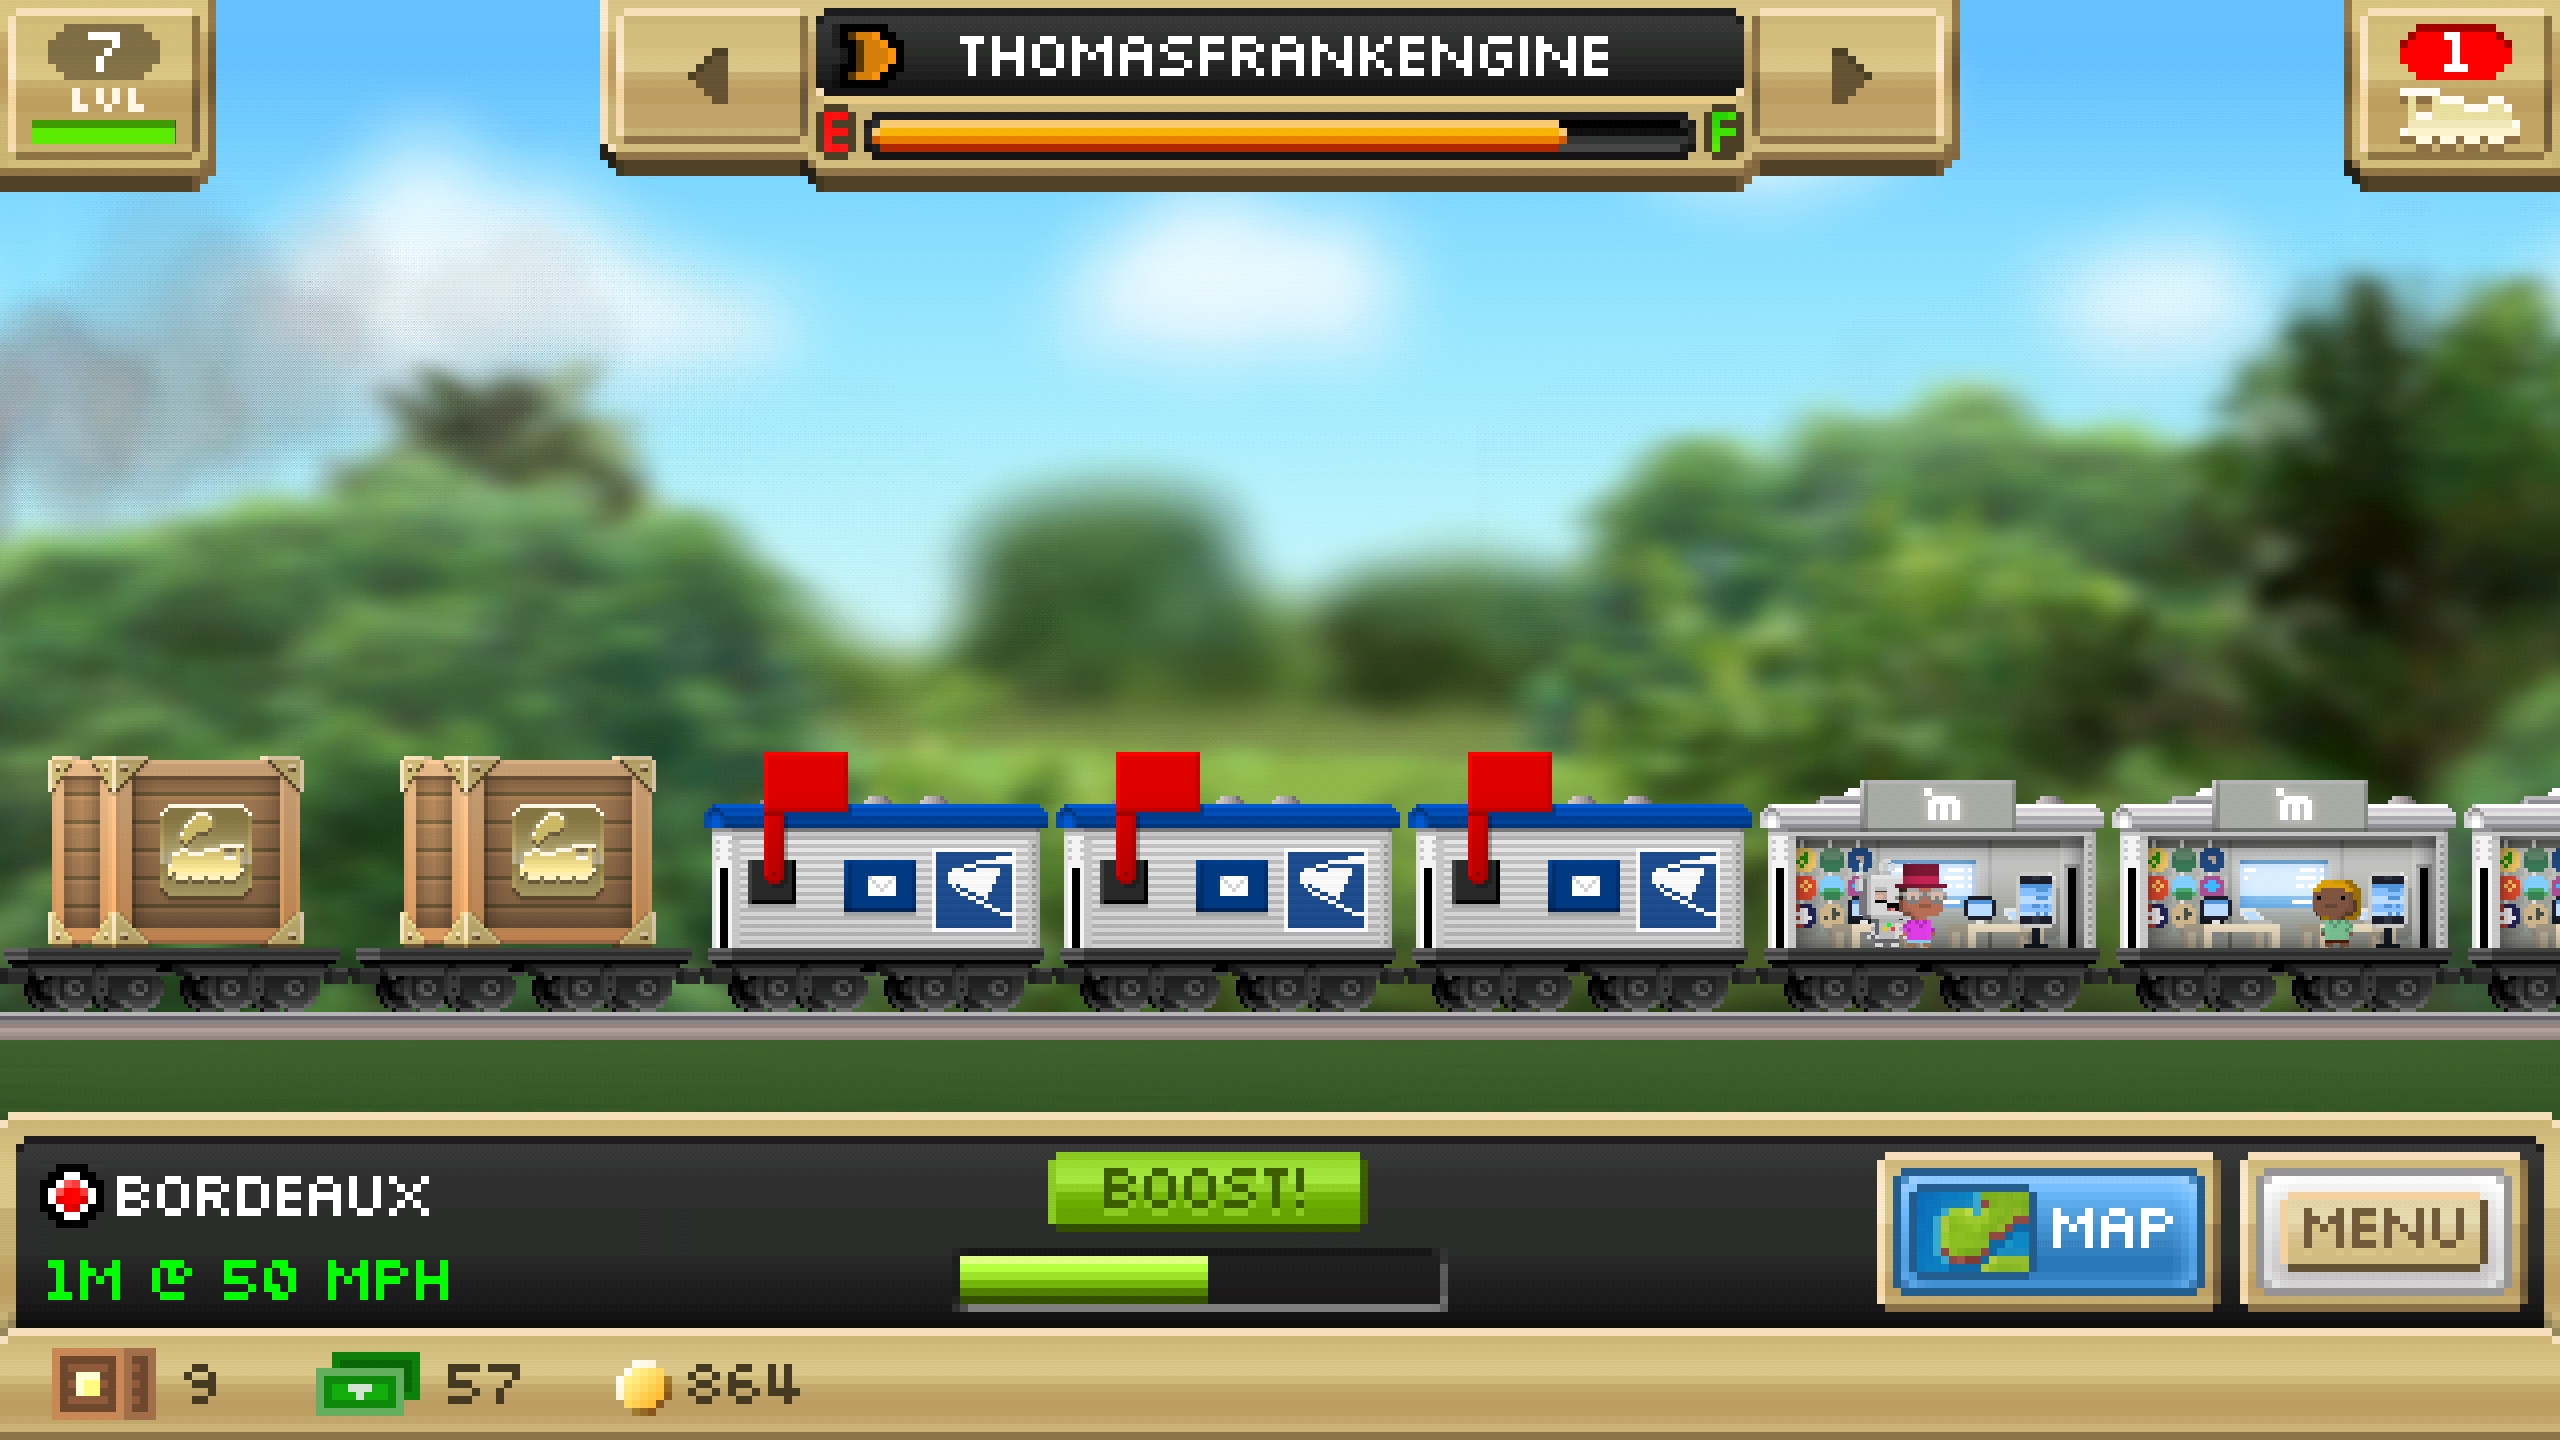 7
LVL
THOMASFRANKENGINE
E F
1
m m
BORDEAUX
1M @ 50 MPH
BOOST!
MAP
MENU
9 57 864